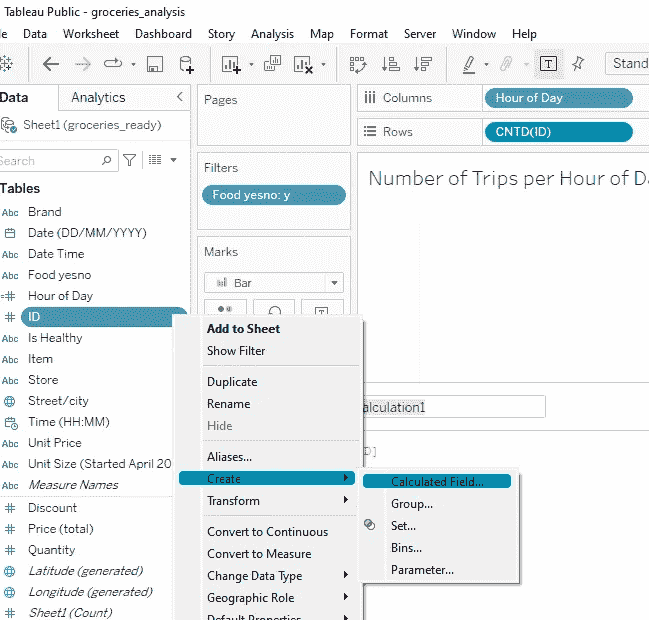 Tableau Public - groceries_analysis
le Data Worksheet Dashboard Story Analysis Map Format Server Window Help
T Stand
Data Analytics
Sheet1 (groceries_ready)
Search
Tables
Abc Brand
Date (DD/MM/YYYY)
Abc Date Time
Abc Food yesno
=# Hour of Day
# ID
Abc Is Healthy
Abc Item
Abc Store
Street/city
Time (HH:MM)
Abc Unit Price
Abc Unit Size (Started April 20
Abc Measure Names
# Discount
# Price (total)
# Quantity
Latitude (generated)
Longitude (generated)
# Sheet1 (Count)
Pages
Filters
Food yesno: y
Marks
Bar
T
Columns Hour of Day
Rows CNTD(ID)
Number of Trips per Hour of Da
alculation1
D]
Add to Sheet
Show Filter
Duplicate
Rename
Hide
Aliases...
Create
Transform
Convert to Continuous
Convert to Measure
Change Data Type
Geographic Role
Default Properties
Calculated Field...
Group...
Set...
Bins...
Parameter...